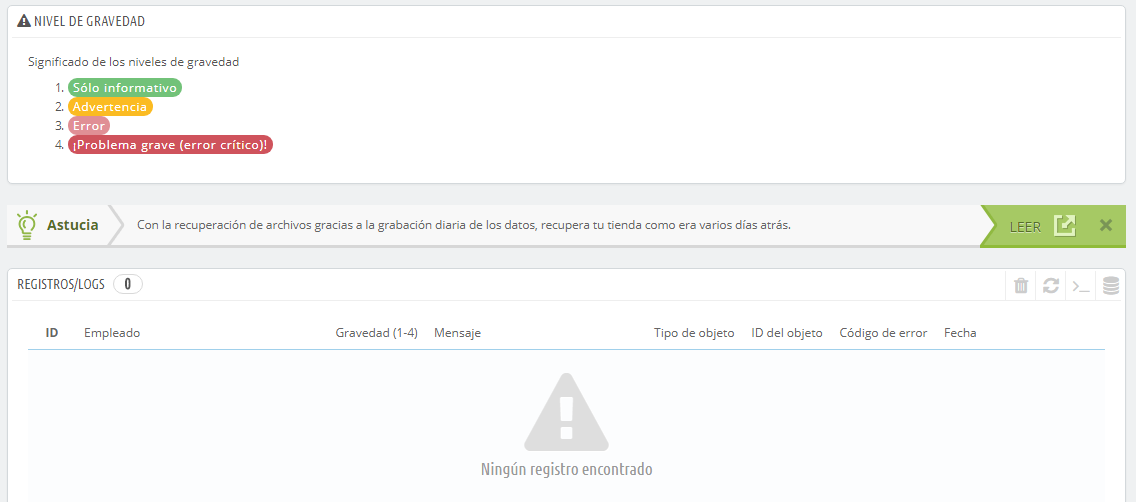 NIVEL DE GRAVEDAD
Significado de los niveles de gravedad
1. Sólo informativo
2. Advertencia
3. Error
4. ¡Problema grave (error crítico)!
Astucia
Con la recuperación de archivos gracias a la grabación diaria de los datos, recupera tu tienda como era varios días atrás.
LEER
REGISTROS/LOGS 0
ID Empleado Gravedad (1-4) Mensaje Tipo de objeto ID del objeto Código de error Fecha
Ningún registro encontrado